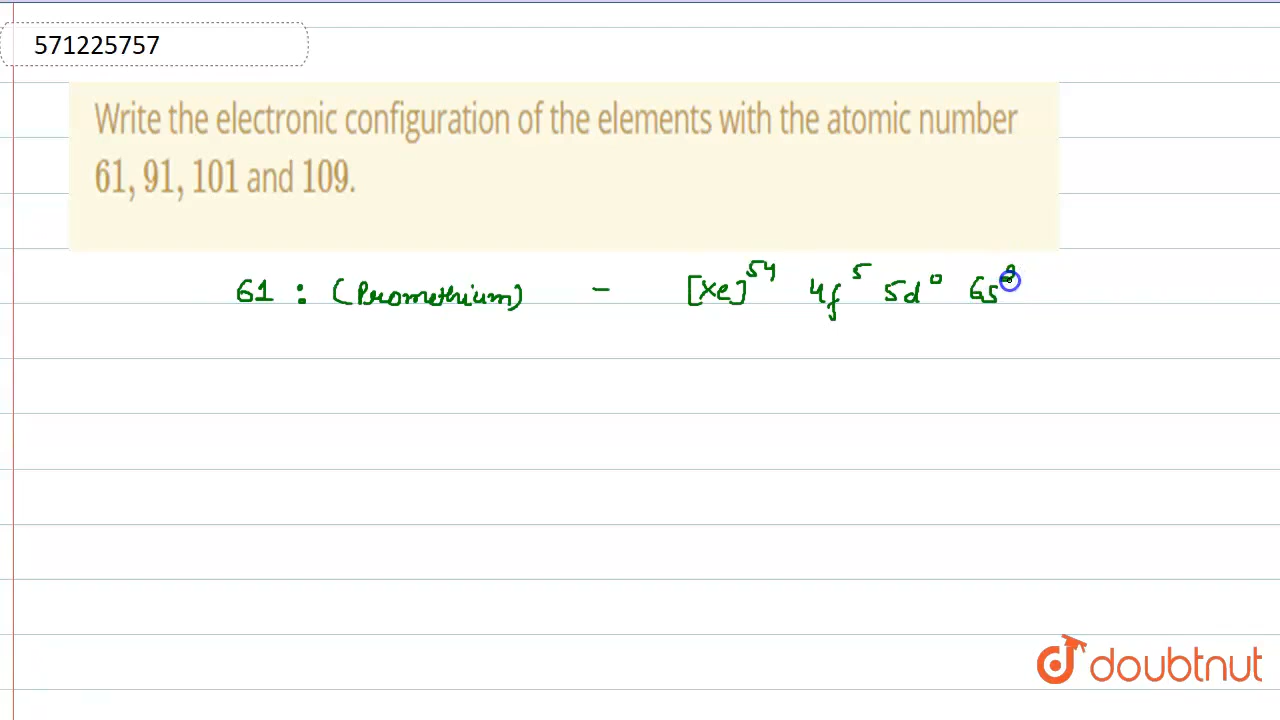 571225757
Write the electronic configuration of the elements with the atomic number
61, 91, 101 and 109.
61 : (Promethium) - [Xe]⁵⁴ 4f⁵ 5d⁰ 6s
doubtnut